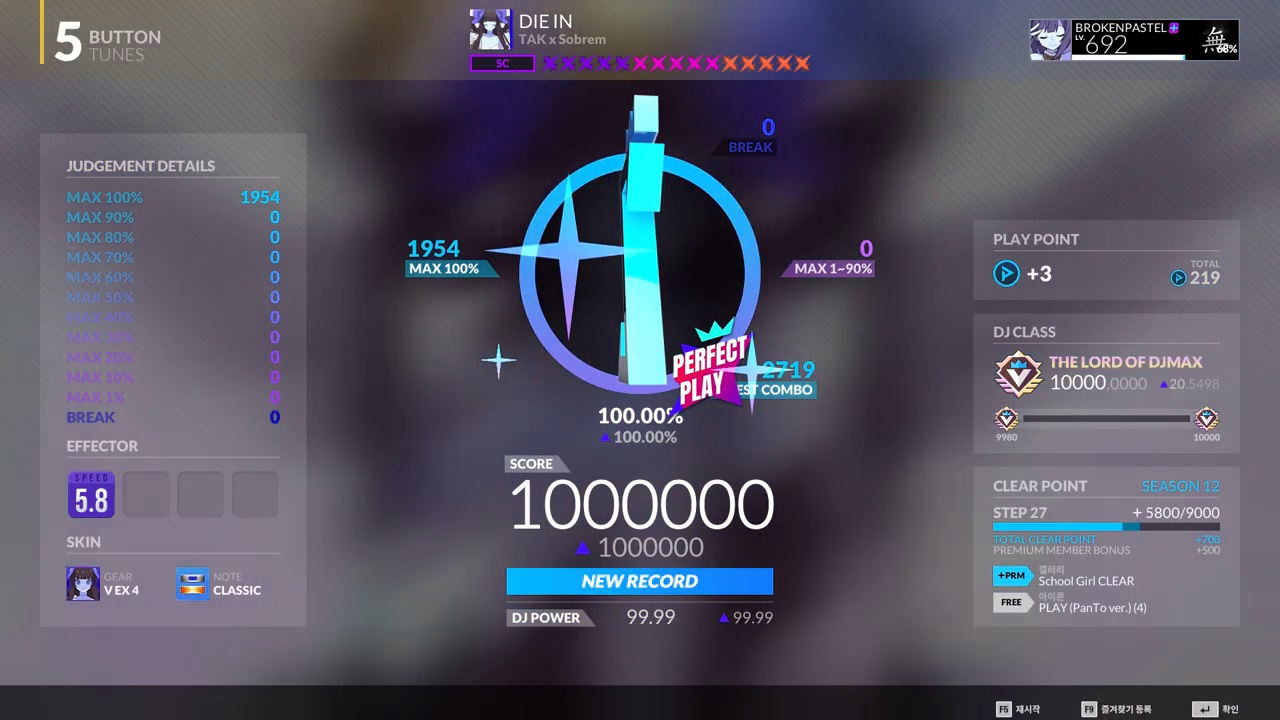 5 BUTTON
TUNES
DIE IN
TAK x Sobrem
SC
BROKENPASTEL
LV. 692
無
68%
JUDGEMENT DETAILS
MAX 100% 1954
MAX 90% 0
MAX 80% 0
MAX 70% 0
MAX 60% 0
MAX 50% 0
MAX 40% 0
MAX 30% 0
MAX 20% 0
MAX 10% 0
MAX 1% 0
BREAK 0
EFFECTOR
SPEED
5.8
SKIN
GEAR
V EX 4
NOTE
CLASSIC
0
BREAK
1954
MAX 100%
0
MAX 1~90%
PERFECT
PLAY
2719
EST COMBO
100.00%
▲ 100.00%
SCORE
1000000
▲ 1000000
NEW RECORD
DJ POWER 99.99 ▲ 99.99
PLAY POINT
+3
TOTAL
219
DJ CLASS
THE LORD OF DJMAX
10000.0000 ▲20.5498
9980 10000
CLEAR POINT SEASON 12
STEP 27 + 5800/9000
TOTAL CLEAR POINT +700
PREMIUM MEMBER BONUS +500
+PRM 갤러리
School Girl CLEAR
FREE 아이콘
PLAY (PanTo ver.) (4)
F5 재시작 F9 즐겨찾기 등록 확인